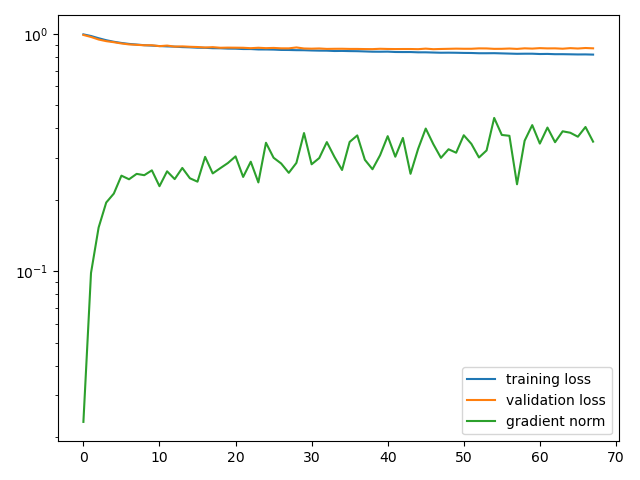 10⁰
10⁻¹
0 10 20 30 40 50 60 70
training loss
validation loss
gradient norm